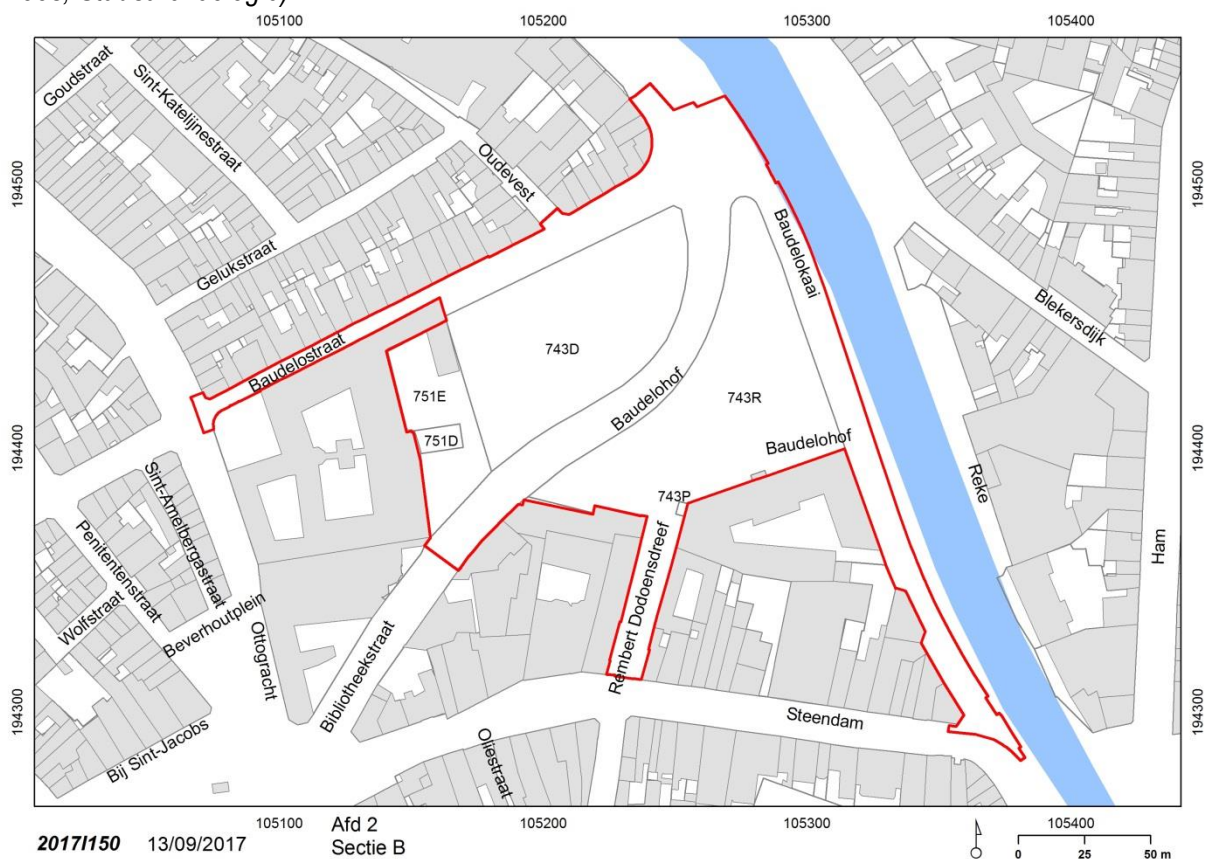 105100 105200 105300 105400
Goudstraat
Sint-Katelijnestraat
Oudevest
194500
194500
Gelukstraat
Baudelokaai
Blekersdijk
Baudelostraat
743D
751E
Baudelohof
743R
751D
Baudelohof
194400
194400
Sint-Amelbergastraat
Reke
743P
Penitentenstraat
Ham
Wolfstraat
Beverhoutplein
Rembert Dodoensdreef
Ottogracht
Bibliotheekstraat
194300
194300
Steendam
Bij Sint-Jacobs
Oliestraat
105100 105200 105300 105400
2017I150 13/09/2017
Afd 2
Sectie B
0 25 50 m